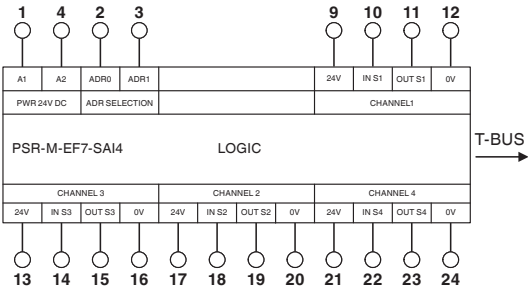 1 4 2 3 9 10 11 12
A1 A2 ADR0 ADR1 24V IN S1 OUT S1 0V
PWR 24V DC ADR SELECTION CHANNEL1
PSR-M-EF7-SAI4 LOGIC
T-BUS
CHANNEL 3 CHANNEL 2 CHANNEL 4
24V IN S3 OUT S3 0V 24V IN S2 OUT S2 0V 24V IN S4 OUT S4 0V
13 14 15 16 17 18 19 20 21 22 23 24